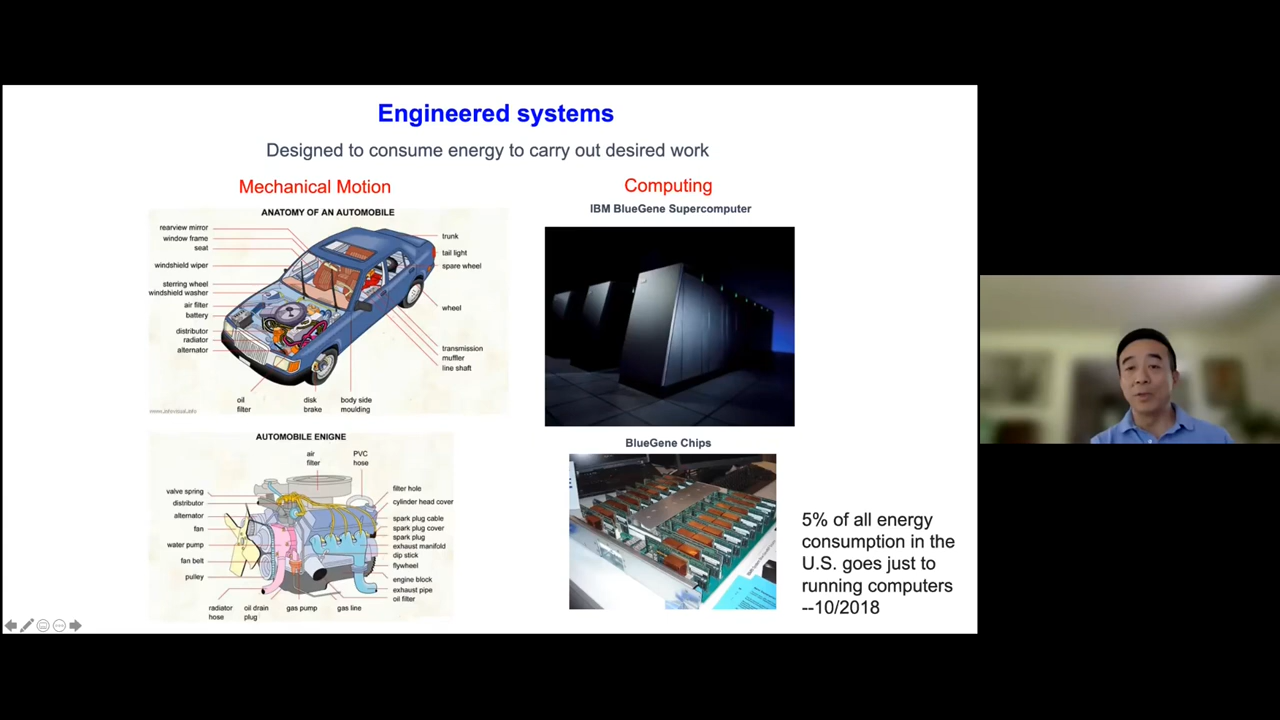 Engineered systems
Designed to consume energy to carry out desired work
Mechanical Motion
ANATOMY OF AN AUTOMOBILE
rearview mirror
window frame
seat
windshield wiper
sterring wheel
windshield washer
air filter
battery
distributor
radiator
alternator
trunk
tail light
spare wheel
wheel
transmission
muffler
line shaft
oil
filter
disk
brake
body side
moulding
AUTOMOBILE ENIGNE
air
filter
PVC
hose
valve spring
distributor
alternator
fan
water pump
fan belt
pulley
filter hole
cylinder head cover
spark plug cable
spark plug cover
spark plug
exhaust manifold
dip stick
flywheel
engine block
exhaust pipe
oil filter
radiator
hose
oil drain
plug
gas pump
gas line
Computing
IBM BlueGene Supercomputer
BlueGene Chips
5% of all energy
consumption in the
U.S. goes just to
running computers
--10/2018